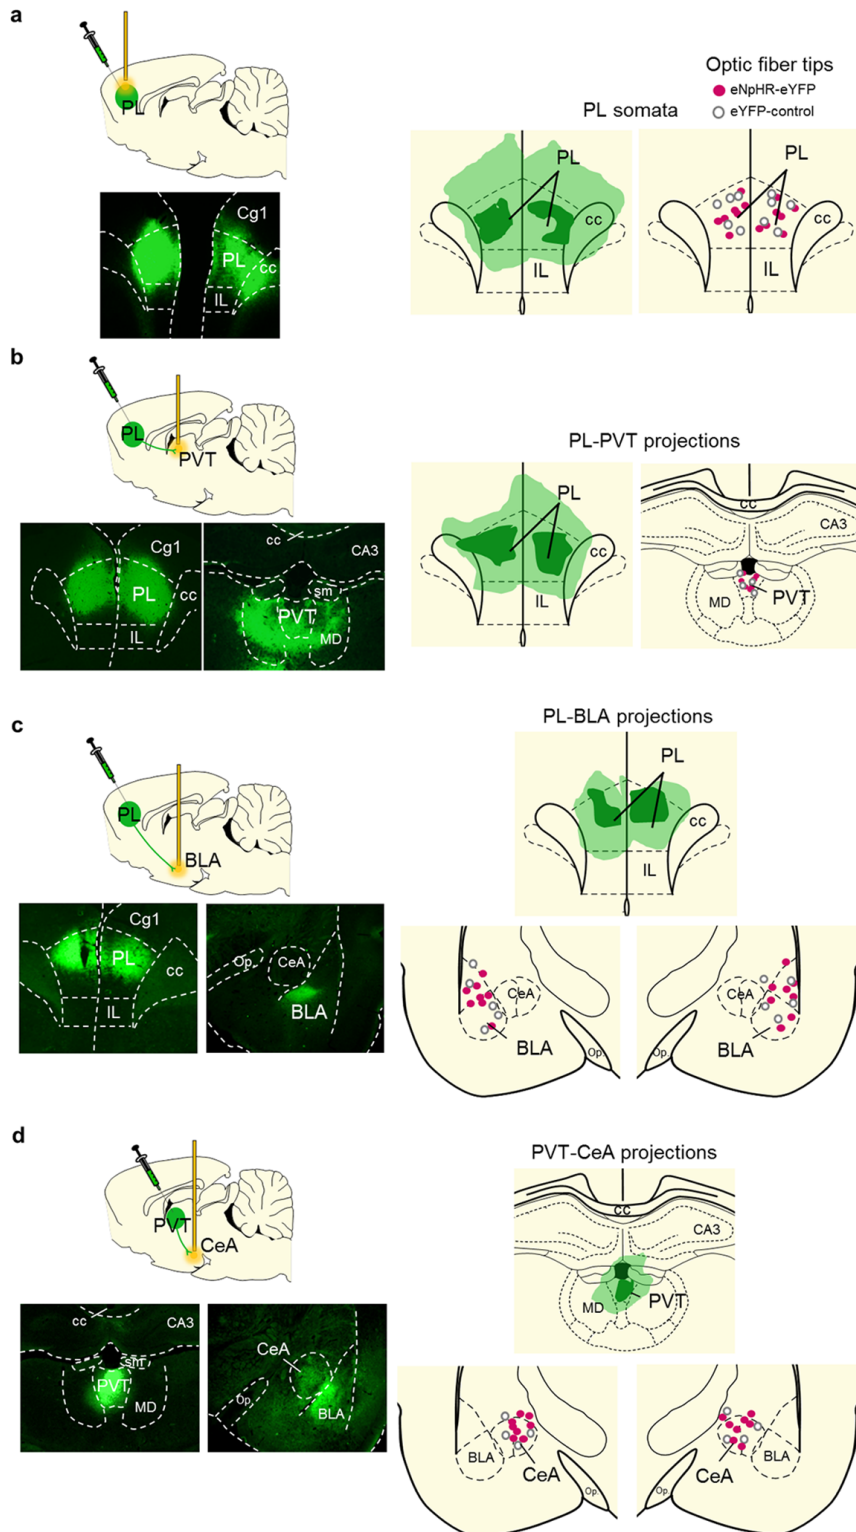 a
PL
Cg1
PL
cc
IL
Optic fiber tips
eNpHR-eYFP
eYFP-control
PL somata
PL
cc
IL
PL
cc
IL
b
PL
PVT
Cg1
PL
cc
IL
cc
CA3
sm
PVT
MD
PL-PVT projections
PL
cc
IL
cc
CA3
MD
PVT
c
PL
BLA
Cg1
PL
cc
IL
Op.
CeA
BLA
PL-BLA projections
PL
cc
IL
CeA
BLA
Op.
CeA
BLA
Op.
d
PVT
CeA
cc
CA3
sm
PVT
MD
CeA
Op.
BLA
PVT-CeA projections
cc
CA3
MD
PVT
BLA
CeA
Op.
BLA
CeA
Op.